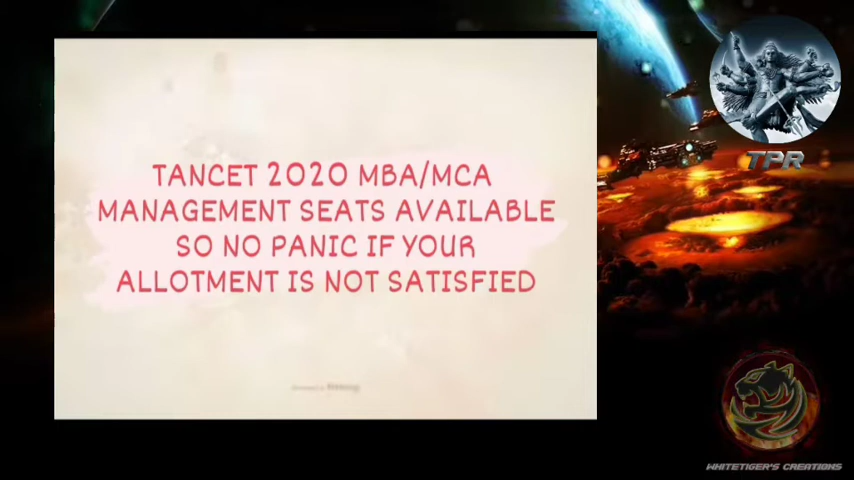 TANCET 2020 MBA/MCA
MANAGEMENT SEATS AVAILABLE
SO NO PANIC IF YOUR
ALLOTMENT IS NOT SATISFIED
TPR
WHITETIGER'S CREATIONS